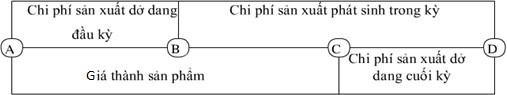 Chi phí sản xuất dở dang
đầu kỳ
Chi phí sản xuất phát sinh trong kỳ
A
B
C
D
Giá thành sản phẩm
Chi phí sản xuất dở
dang cuối kỳ